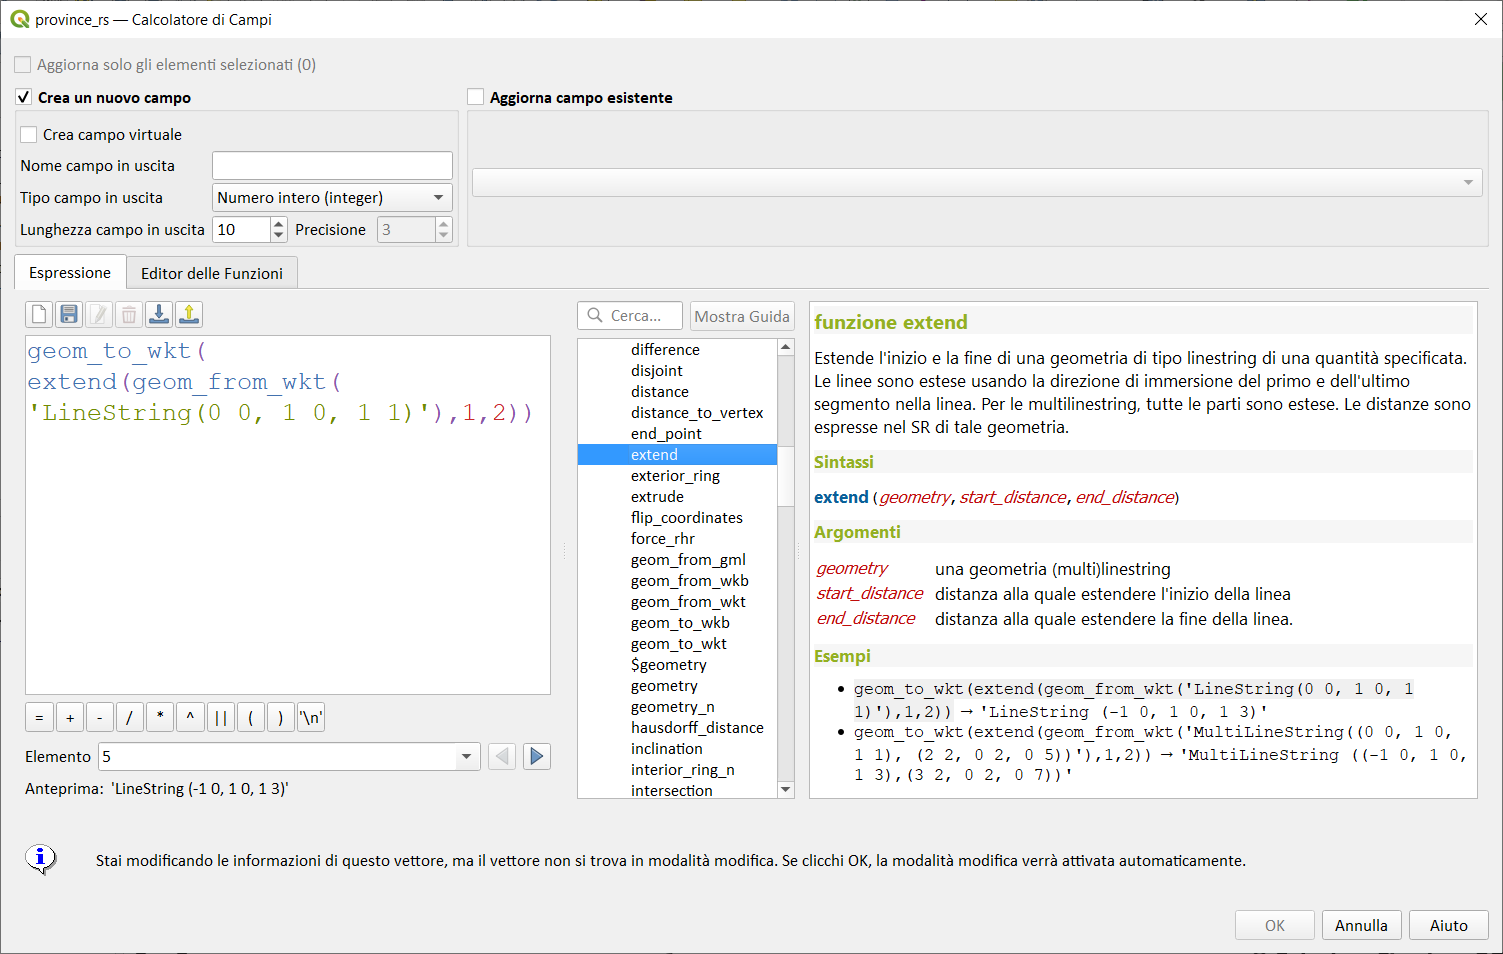 province_rs — Calcolatore di Campi
Aggiorna solo gli elementi selezionati (0)
Crea un nuovo campo
Aggiorna campo esistente
Crea campo virtuale
Nome campo in uscita
Tipo campo in uscita Numero intero (integer)
Lunghezza campo in uscita 10 Precisione 3
Espressione Editor delle Funzioni
geom_to_wkt(
extend(geom_from_wkt(
'LineString(0 0, 1 0, 1 1)'),1,2))
= + - / * ^ || ( ) '\n'
Elemento 5
Anteprima: 'LineString (-1 0, 1 0, 1 3)'
Cerca... Mostra Guida
difference
disjoint
distance
distance_to_vertex
end_point
extend
exterior_ring
extrude
flip_coordinates
force_rhr
geom_from_gml
geom_from_wkb
geom_from_wkt
geom_to_wkb
geom_to_wkt
$geometry
geometry
geometry_n
hausdorff_distance
inclination
interior_ring_n
intersection
funzione extend
Estende l'inizio e la fine di una geometria di tipo linestring di una quantità specificata.
Le linee sono estese usando la direzione di immersione del primo e dell'ultimo
segmento nella linea. Per le multilinestring, tutte le parti sono estese. Le distanze sono
espresse nel SR di tale geometria.
Sintassi
extend (geometry, start_distance, end_distance)
Argomenti
geometry una geometria (multi)linestring
start_distance distanza alla quale estendere l'inizio della linea
end_distance distanza alla quale estendere la fine della linea.
Esempi
• geom_to_wkt(extend(geom_from_wkt('LineString(0 0, 1 0, 1
1)'),1,2)) → 'LineString (-1 0, 1 0, 1 3)'
• geom_to_wkt(extend(geom_from_wkt('MultiLineString((0 0, 1 0,
1 1), (2 2, 0 2, 0 5))'),1,2)) → 'MultiLineString ((-1 0, 1 0,
1 3),(3 2, 0 2, 0 7))'
Stai modificando le informazioni di questo vettore, ma il vettore non si trova in modalità modifica. Se clicchi OK, la modalità modifica verrà attivata automaticamente.
OK Annulla Aiuto